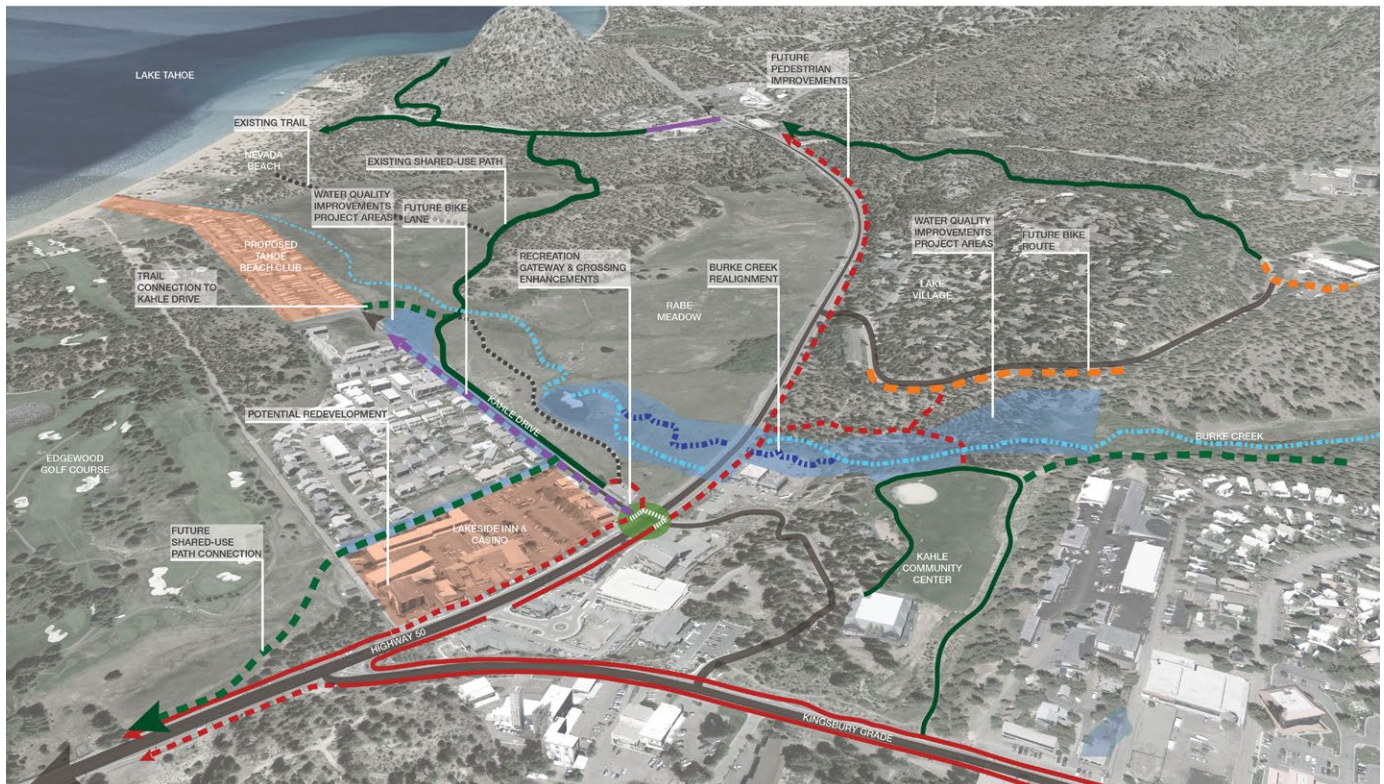 LAKE TAHOE
FUTURE
PEDESTRIAN
IMPROVEMENTS
EXISTING TRAIL
NEVADA
BEACH
EXISTING SHARED-USE PATH
WATER QUALITY
IMPROVEMENTS
PROJECT AREAS
FUTURE BIKE
LANE
PROPOSED
TAHOE
BEACH CLUB
RECREATION
GATEWAY & CROSSING
ENHANCEMENTS
BURKE CREEK
REALIGNMENT
WATER QUALITY
IMPROVEMENTS
PROJECT AREAS
FUTURE BIKE
ROUTE
TRAIL
CONNECTION TO
KAHLE DRIVE
RABE
MEADOW
LAKE
VILLAGE
POTENTIAL REDEVELOPMENT
KAHLE DRIVE
BURKE CREEK
EDGEWOOD
GOLF COURSE
LAKESIDE INN &
CASINO
FUTURE
SHARED-USE
PATH CONNECTION
KAHLE
COMMUNITY
CENTER
HIGHWAY 50
KINGSBURY GRADE